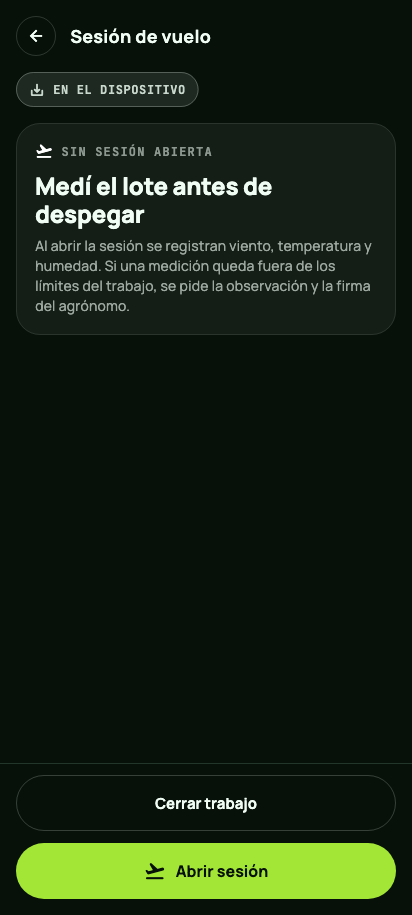 Sesión de vuelo
EN EL DISPOSITIVO
SIN SESIÓN ABIERTA
Medí el lote antes de
despegar
Al abrir la sesión se registran viento, temperatura y
humedad. Si una medición queda fuera de los
límites del trabajo, se pide la observación y la firma
del agrónomo.
Cerrar trabajo
Abrir sesión